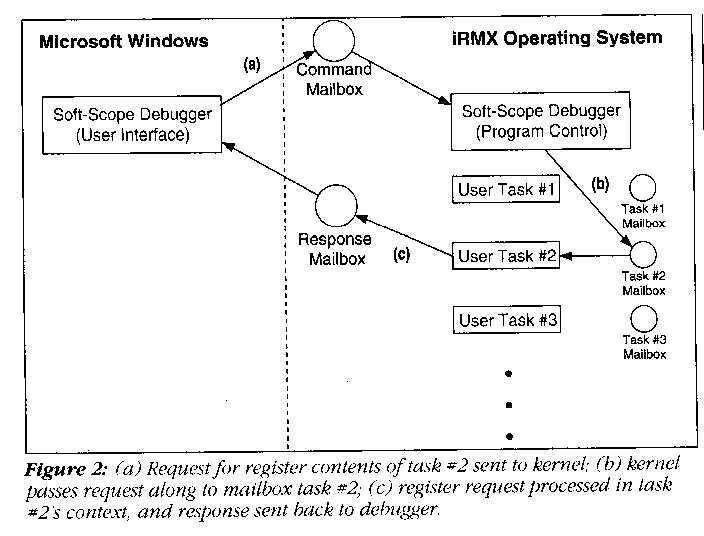 Microsoft Windows
iRMX Operating System
(a)
Command
Mailbox
Soft-Scope Debugger
(User Interface)
Soft-Scope Debugger
(Program Control)
(b)
User Task #1
Task #1
Mailbox
Response
Mailbox
(c)
User Task #2
Task #2
Mailbox
User Task #3
Task #3
Mailbox
Figure 2: (a) Request for register contents of task #2 sent to kernel; (b) kernel
passes request along to mailbox task #2; (c) register request processed in task
#2's context, and response sent back to debugger.